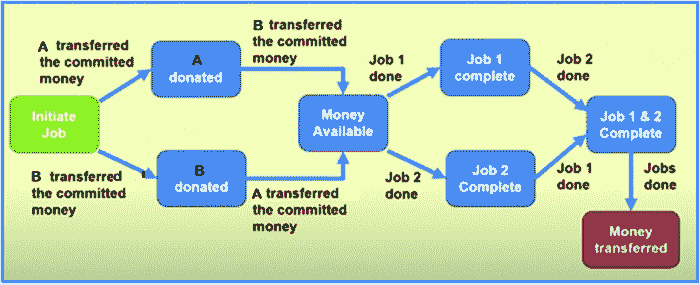 A transferred
the committed
money
B transferred
the committed
money
A
donated
Job 1
done
Job 1
complete
Job 2
done
Initiate
Job
Money
Available
Job 1 & 2
Complete
B transferred
the committed
money
B
donated
A transferred
the committed
money
Job 2
done
Job 2
Complete
Job 1
done
Jobs
done
Money
transferred